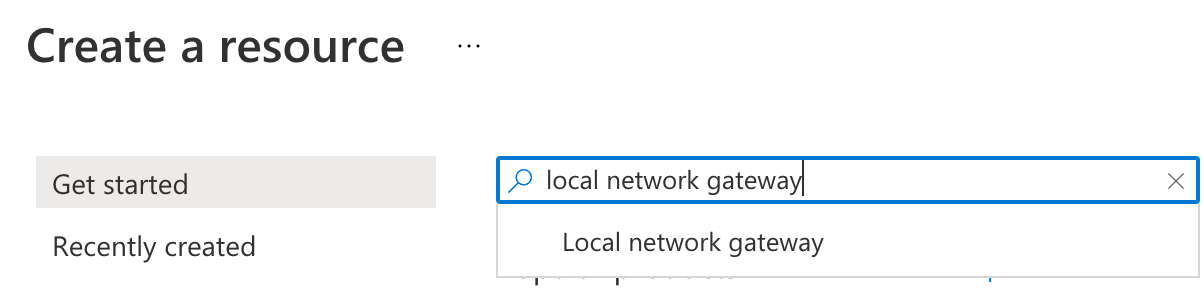 Create a resource ...
Get started
local network gateway
Local network gateway
Recently created